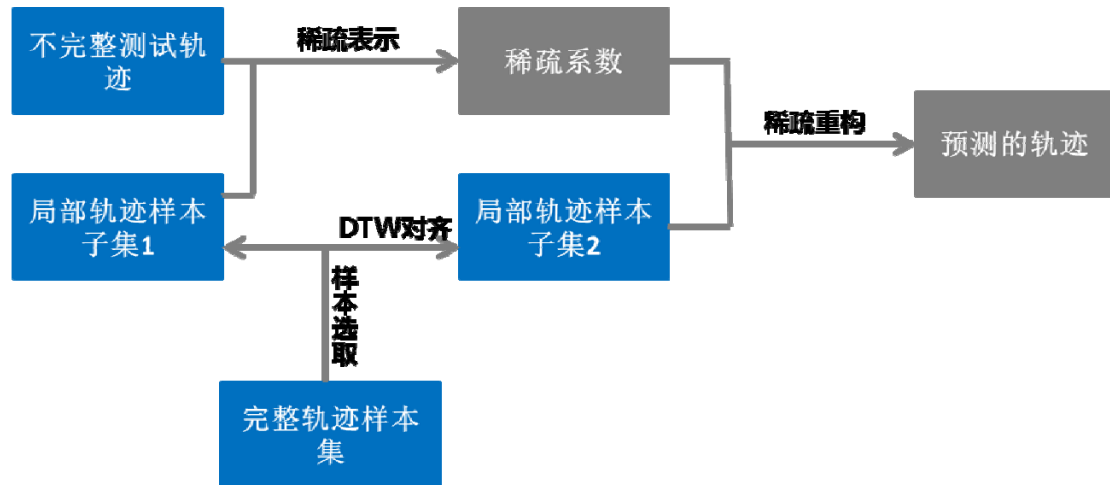 不完整测试轨
迹
稀疏表示
稀疏系数
稀疏重构
预测的轨迹
局部轨迹样本
子集1
DTW对齐
局部轨迹样本
子集2
样
本
选
取
完整轨迹样本
集